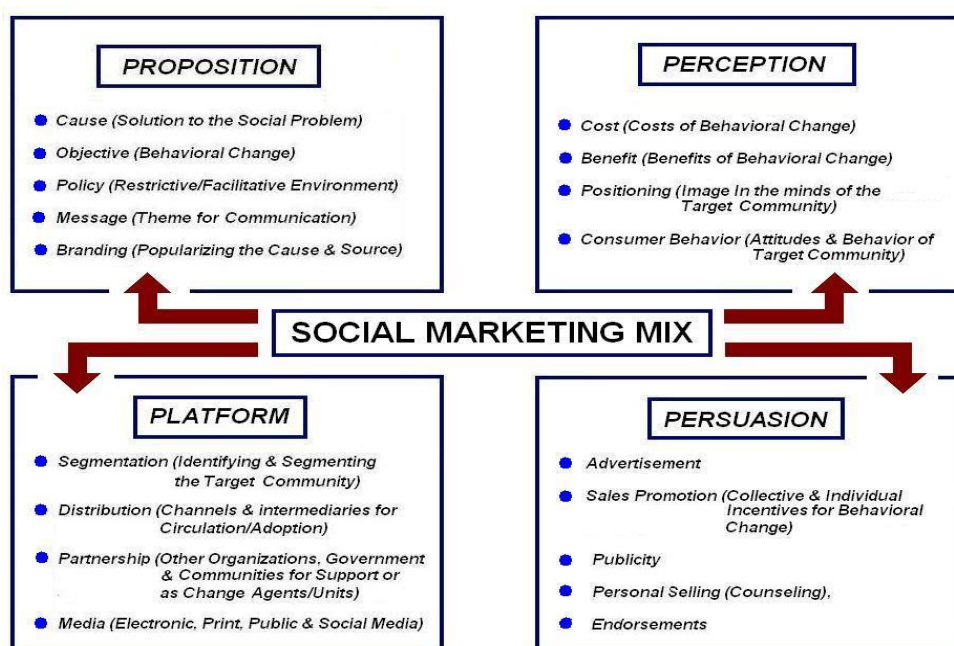 PROPOSITION
Cause (Solution to the Social Problem)
Objective (Behavioral Change)
Policy (Restrictive/Facilitative Environment)
Message (Theme for Communication)
Branding (Popularizing the Cause & Source)
PERCEPTION
Cost (Costs of Behavioral Change)
Benefit (Benefits of Behavioral Change)
Positioning (Image In the minds of the
Target Community)
Consumer Behavior (Attitudes & Behavior of
Target Community)
SOCIAL MARKETING MIX
PLATFORM
Segmentation (Identifying & Segmenting
the Target Community)
Distribution (Channels & intermediaries for
Circulation/Adoption)
Partnership (Other Organizations, Government
& Communities for Support or
as Change Agents/Units)
Media (Electronic, Print, Public & Social Media)
PERSUASION
Advertisement
Sales Promotion (Collective & Individual
Incentives for Behavioral
Change)
Publicity
Personal Selling (Counseling),
Endorsements